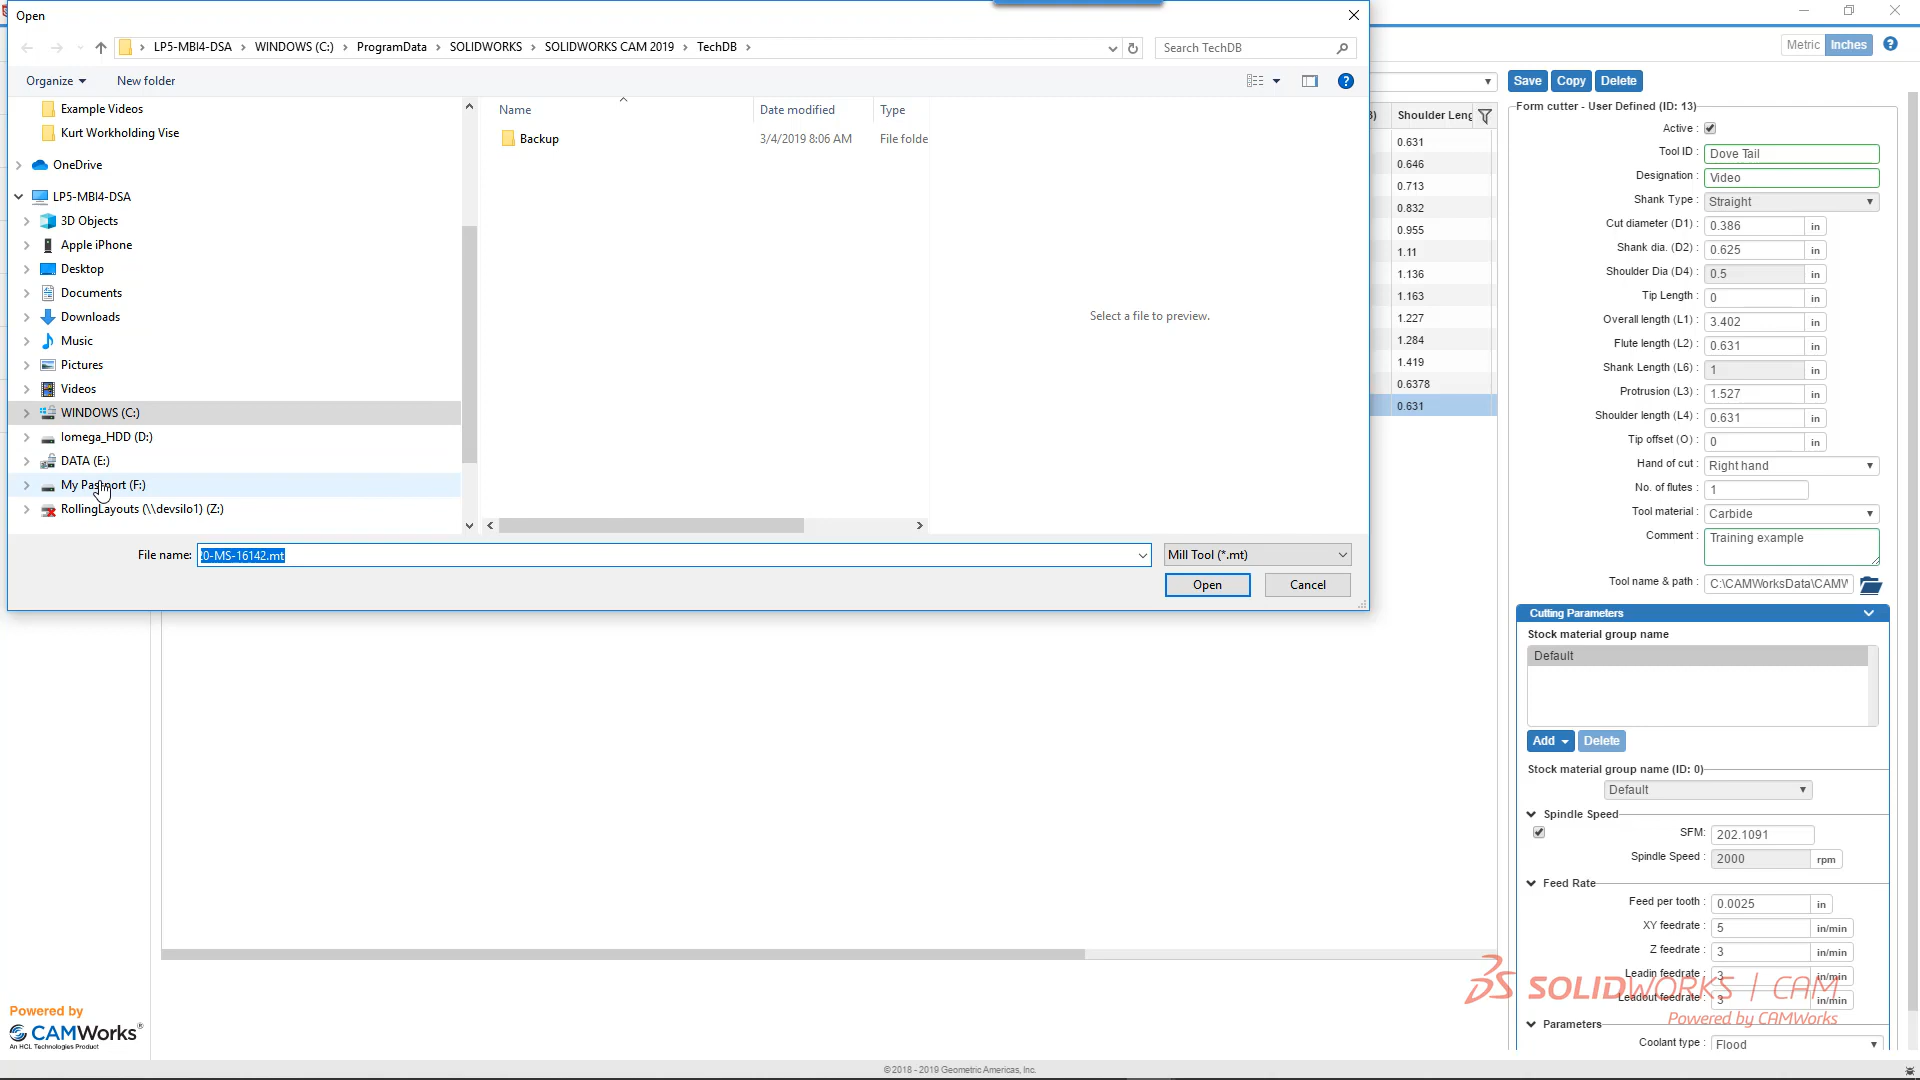 Open
LP5-MBI4-DSA
WINDOWS (C:)
ProgramData
SOLIDWORKS
SOLIDWORKS CAM 2019
TechDB
Search TechDB
Organize
New folder
Example Videos
Kurt Workholding Vise
OneDrive
LP5-MBI4-DSA
3D Objects
Apple iPhone
Desktop
Documents
Downloads
Music
Pictures
Videos
WINDOWS (C:)
Iomega_HDD (D:)
DATA (E:)
My Passport (F:)
RollingLayouts (\\devsilo1) (Z:)
Name
Date modified
Type
Backup
3/4/2019 8:06 AM
File folde
Select a file to preview.
File name:
0-MS-16142.mt
Mill Tool (*.mt)
Open
Cancel
Shoulder Leng
0.631
0.646
0.713
0.832
0.955
1.11
1.136
1.163
1.227
1.284
1.419
0.6378
0.631
Metric
Inches
Save
Copy
Delete
Form cutter - User Defined (ID: 13)
Active :
Tool ID : Dove Tail
Designation : Video
Shank Type : Straight
Cut diameter (D1) : 0.386 in
Shank dia. (D2) : 0.625 in
Shoulder Dia (D4) : 0.5 in
Tip Length : 0 in
Overall length (L1) : 3.402 in
Flute length (L2) : 0.631 in
Shank Length (L6) : 1 in
Protrusion (L3) : 1.527 in
Shoulder length (L4) : 0.631 in
Tip offset (O) : 0 in
Hand of cut : Right hand
No. of flutes : 1
Tool material : Carbide
Comment : Training example
Tool name & path : C:\CAMWorksData\CAMW
Cutting Parameters
Stock material group name
Default
Add
Delete
Stock material group name (ID: 0)
Default
Spindle Speed
SFM: 202.1091
Spindle Speed : 2000 rpm
Feed Rate
Feed per tooth : 0.0025 in
XY feedrate : 5 in/min
Z feedrate : 3 in/min
Leadin feedrate : 3 in/min
Leadout feedrate : 3 in/min
Parameters
Coolant type : Flood
SOLIDWORKS | CAM
Powered by CAMWorks
Powered by
CAMWorks®
An HCL Technologies Product
©2018 - 2019 Geometric Americas, Inc.